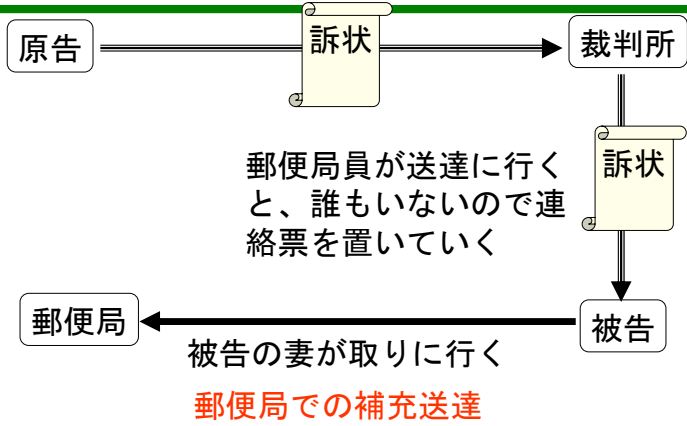 原告
訴状
裁判所
郵便局員が送達に行く
と、誰もいないので連
絡票を置いていく
訴状
郵便局
被告
被告の妻が取りに行く
郵便局での補充送達